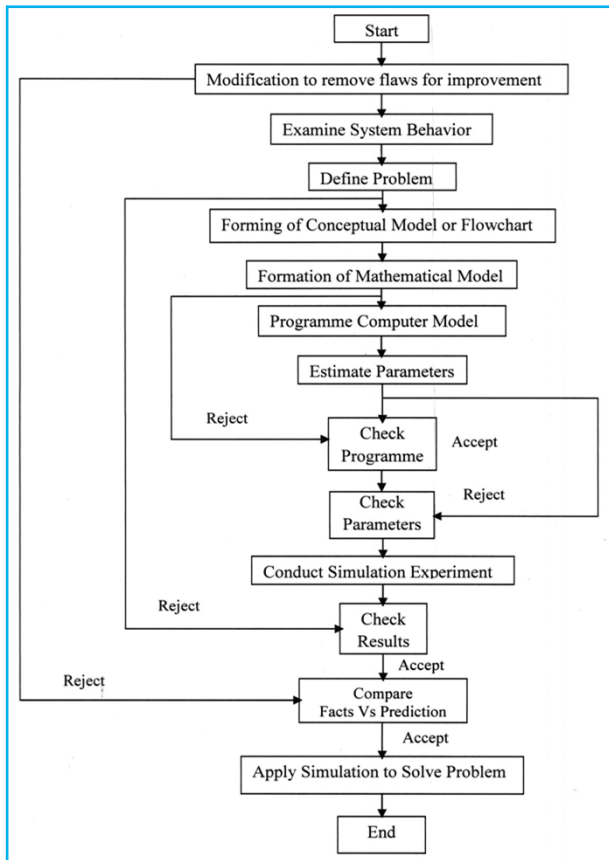 Start
Modification to remove flaws for improvement
Examine System Behavior
Define Problem
Forming of Conceptual Model or Flowchart
Formation of Mathematical Model
Programme Computer Model
Estimate Parameters
Reject
Check
Programme
Accept
Check
Parameters
Reject
Conduct Simulation Experiment
Reject
Check
Results
Accept
Reject
Compare
Facts Vs Prediction
Accept
Apply Simulation to Solve Problem
End